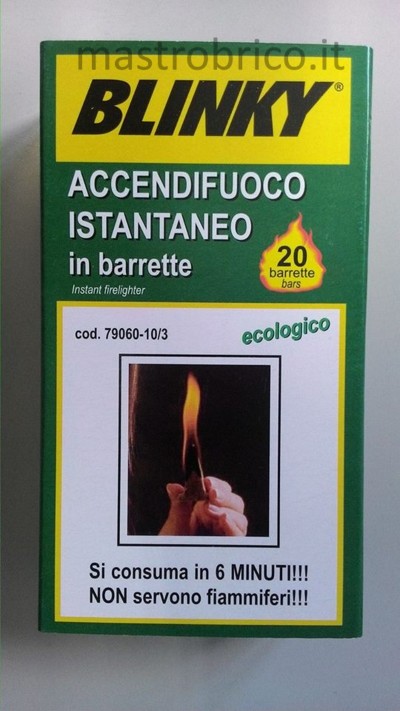 mastrobrico.it
BLINKY®
ACCENDIFUOCO
ISTANTANEO
in barrette
Instant firelighter
20
barrette
bars
cod. 79060-10/3
ecologico
Si consuma in 6 MINUTI!!!
NON servono fiammiferi!!!